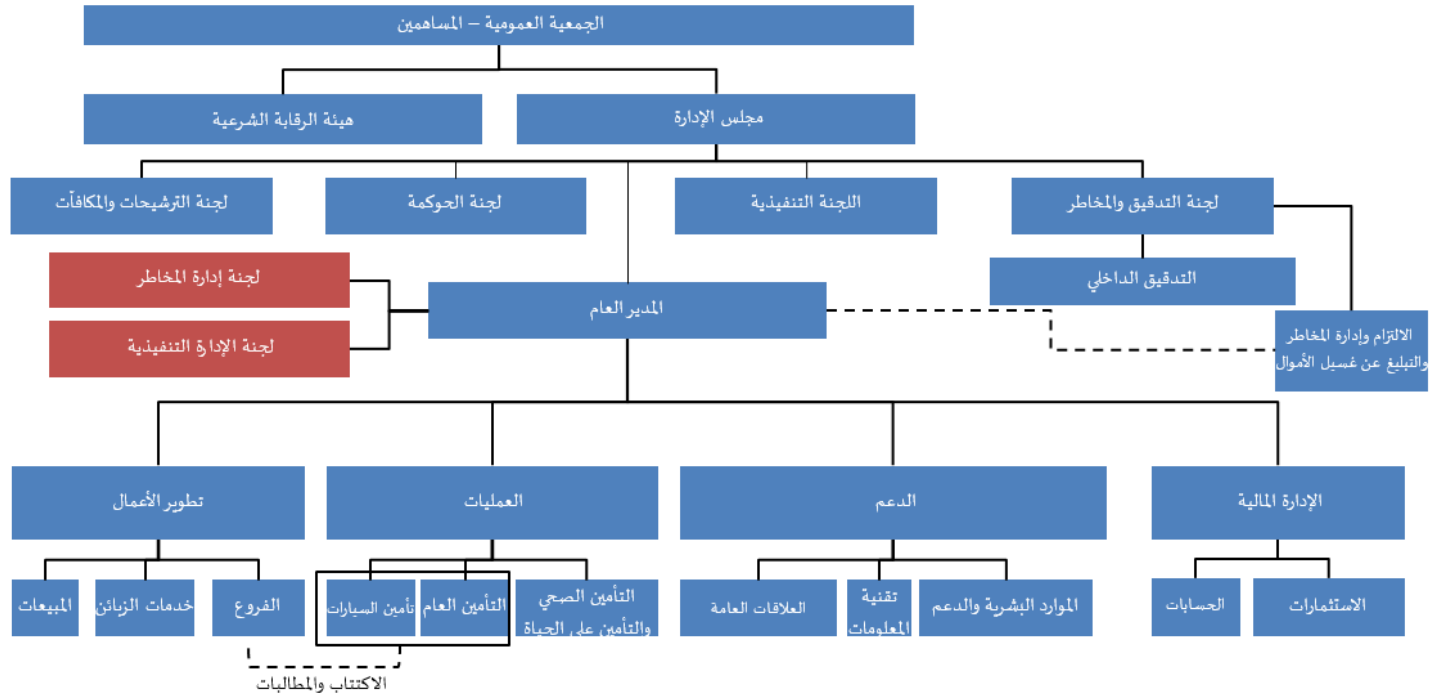 الجمعية العمومية – المساهمين
مجلس الإدارة
هيئة الرقابة الشرعية
لجنة التدقيق والمخاطر
اللجنة التنفيذية
لجنة الحوكمة
لجنة الترشيحات والمكافآت
التدقيق الداخلي
لجنة إدارة المخاطر
المدير العام
الالتزام وإدارة المخاطر
والتبليغ عن غسيل الأموال
لجنة الإدارة التنفيذية
الإدارة المالية
الدعم
العمليات
تطوير الأعمال
الاستثمارات
الحسابات
الموارد البشرية والدعم
تقنية
المعلومات
العلاقات العامة
التأمين الصحي
والتأمين على الحياة
التأمين العام
تأمين السيارات
الفروع
خدمات الزبائن
المبيعات
الاكتتاب والمطالبات